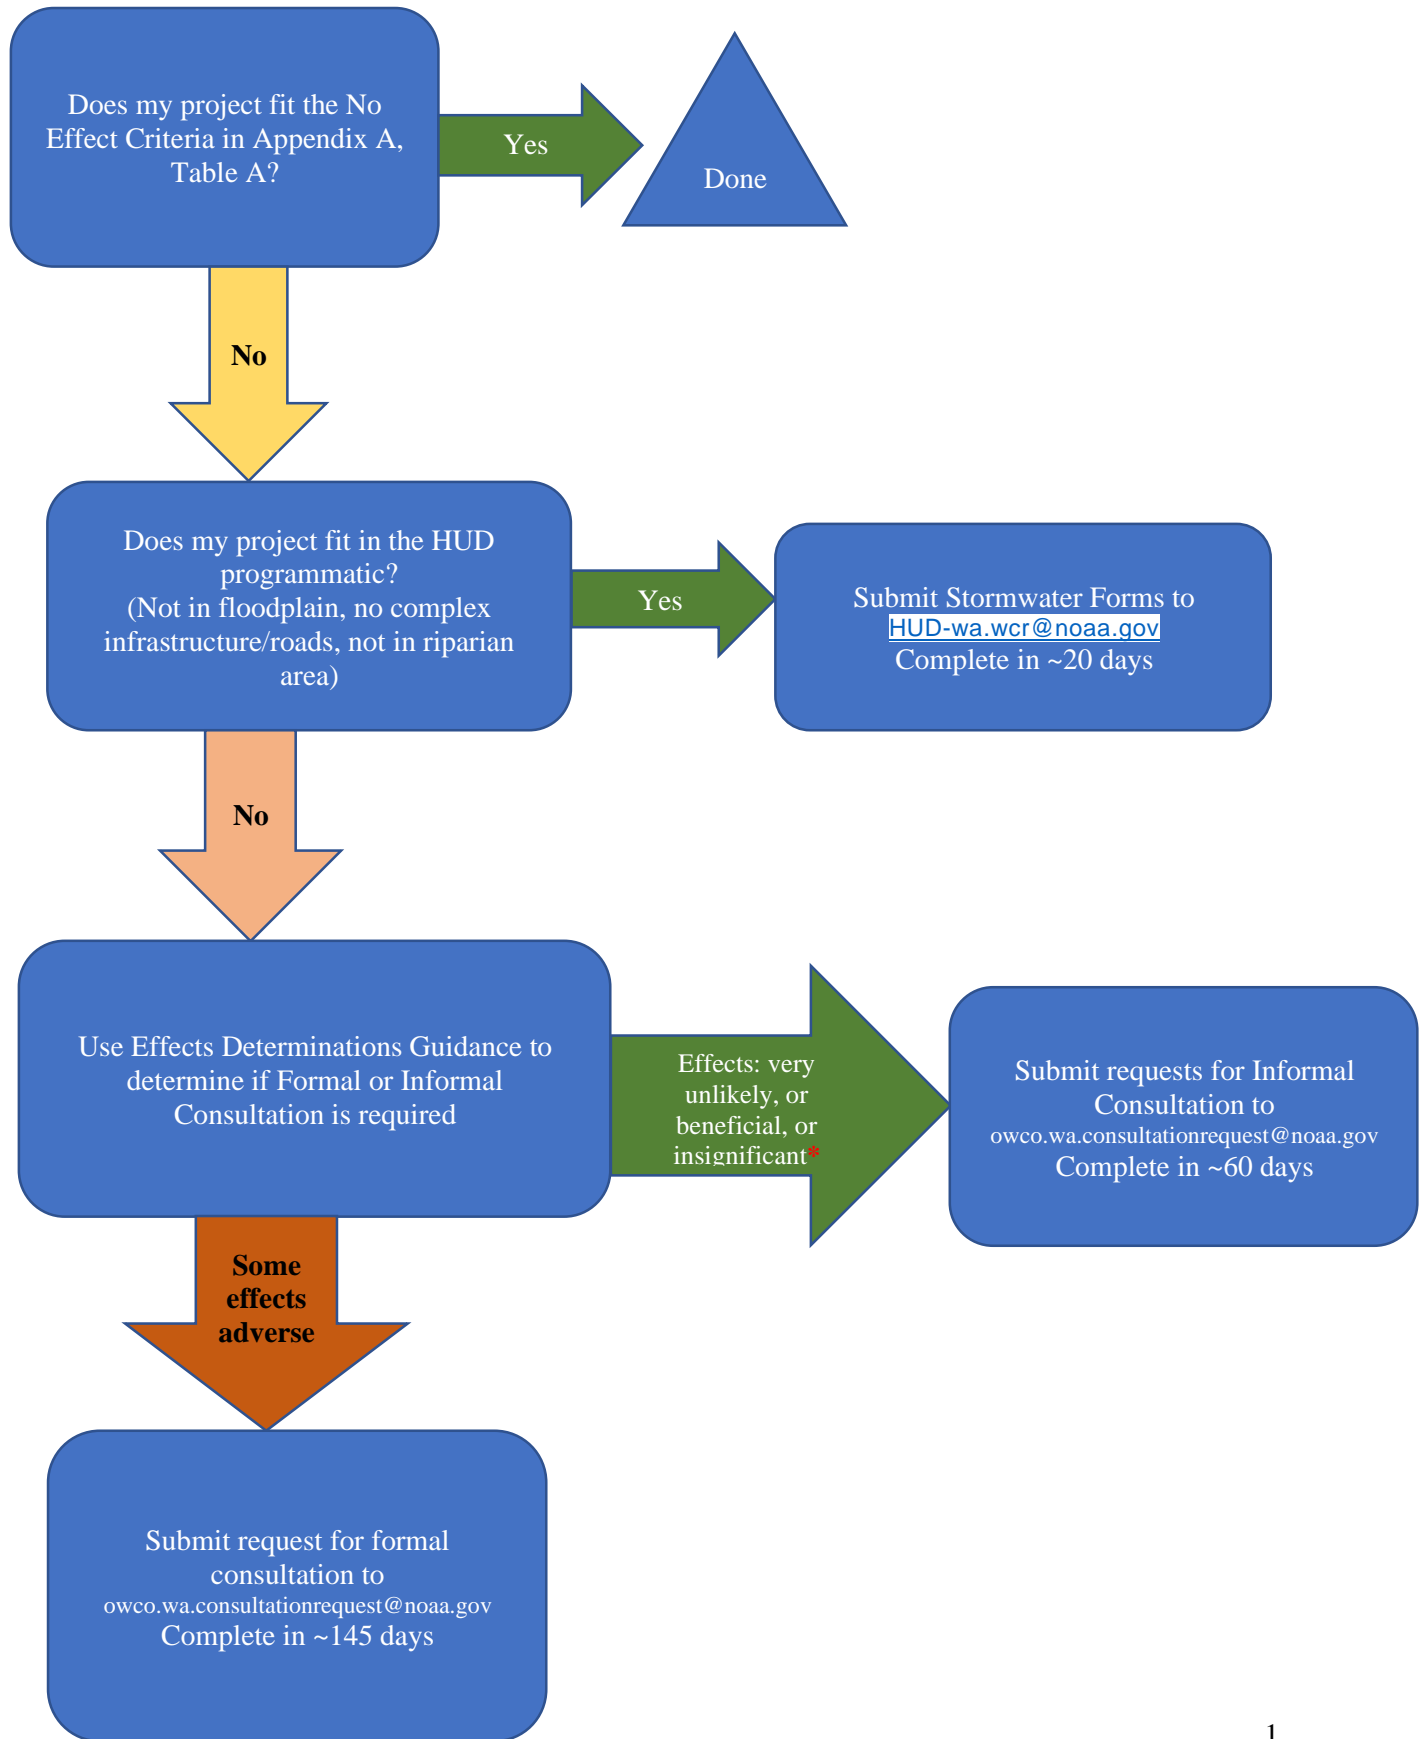 Does my project fit the No
Effect Criteria in Appendix A,
Table A?
Yes
Done
No
Does my project fit in the HUD
programmatic?
(Not in floodplain, no complex
infrastructure/roads, not in riparian
area)
Yes
Submit Stormwater Forms to
HUD-wa.wcr@noaa.gov
Complete in ~20 days
No
Use Effects Determinations Guidance to
determine if Formal or Informal
Consultation is required
Effects: very
unlikely, or
beneficial, or
insignificant*
Submit requests for Informal
Consultation to
owco.wa.consultationrequest@noaa.gov
Complete in ~60 days
Some
effects
adverse
Submit request for formal
consultation to
owco.wa.consultationrequest@noaa.gov
Complete in ~145 days
1